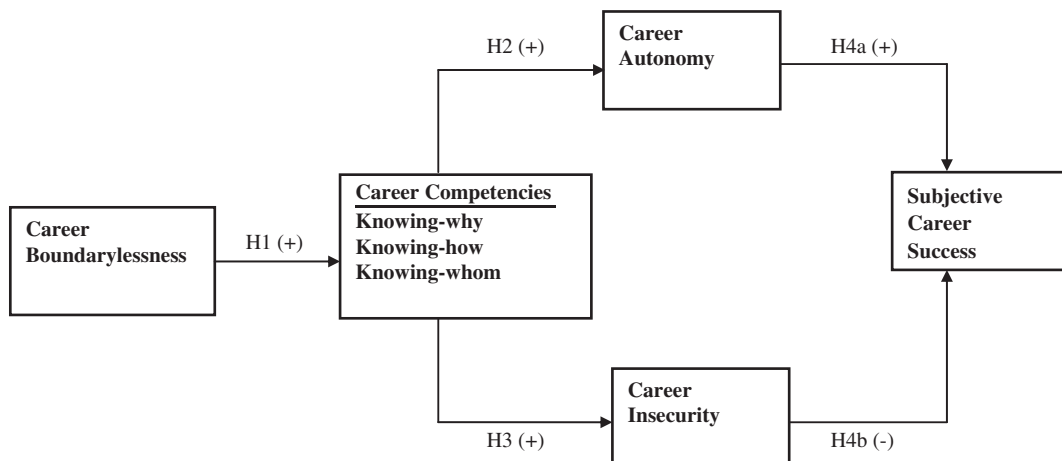 H2 (+)
Career
Autonomy
H4a (+)
Career
Boundarylessness
H1 (+)
Career Competencies
Knowing-why
Knowing-how
Knowing-whom
Subjective
Career
Success
H3 (+)
Career
Insecurity
H4b (-)